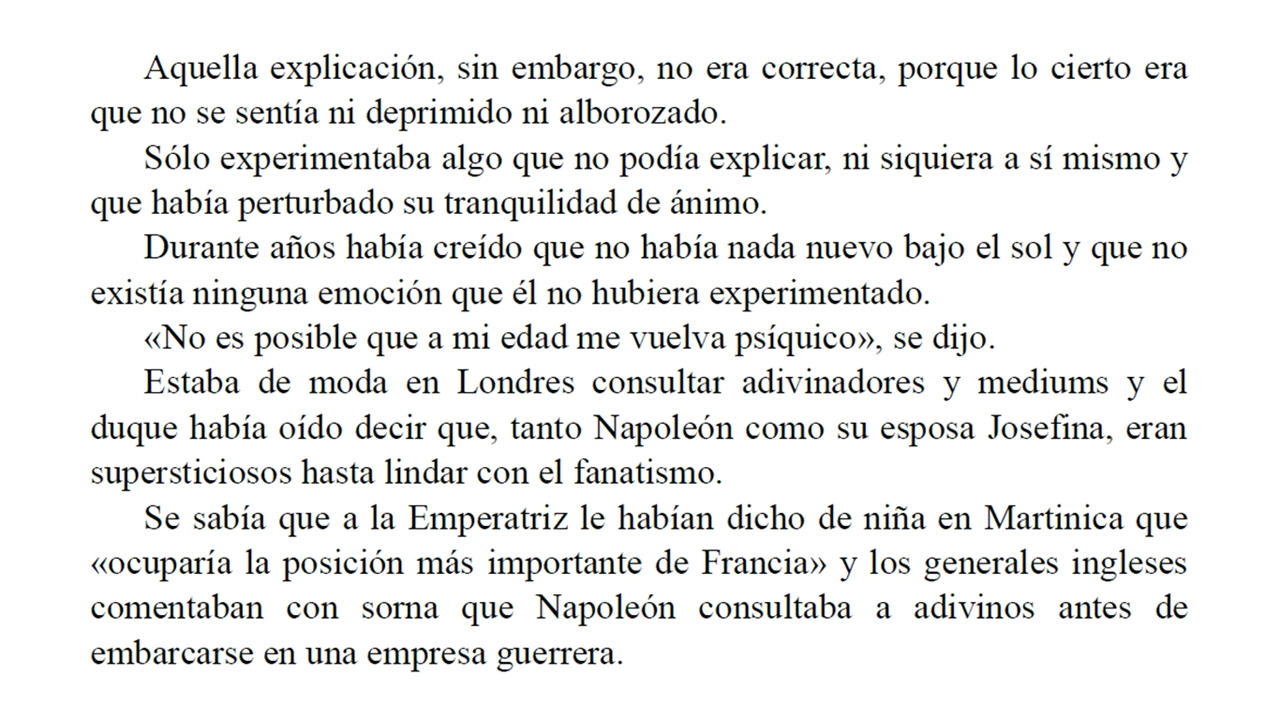 Aquella explicación, sin embargo, no era correcta, porque lo cierto era
que no se sentía ni deprimido ni alborozado.
Sólo experimentaba algo que no podía explicar, ni siquiera a sí mismo y
que había perturbado su tranquilidad de ánimo.
Durante años había creído que no había nada nuevo bajo el sol y que no
existía ninguna emoción que él no hubiera experimentado.
«No es posible que a mi edad me vuelva psíquico», se dijo.
Estaba de moda en Londres consultar adivinadores y mediums y el
duque había oído decir que, tanto Napoleón como su esposa Josefina, eran
supersticiosos hasta lindar con el fanatismo.
Se sabía que a la Emperatriz le habían dicho de niña en Martinica que
«ocuparía la posición más importante de Francia» y los generales ingleses
comentaban con sorna que Napoleón consultaba a adivinos antes de
embarcarse en una empresa guerrera.